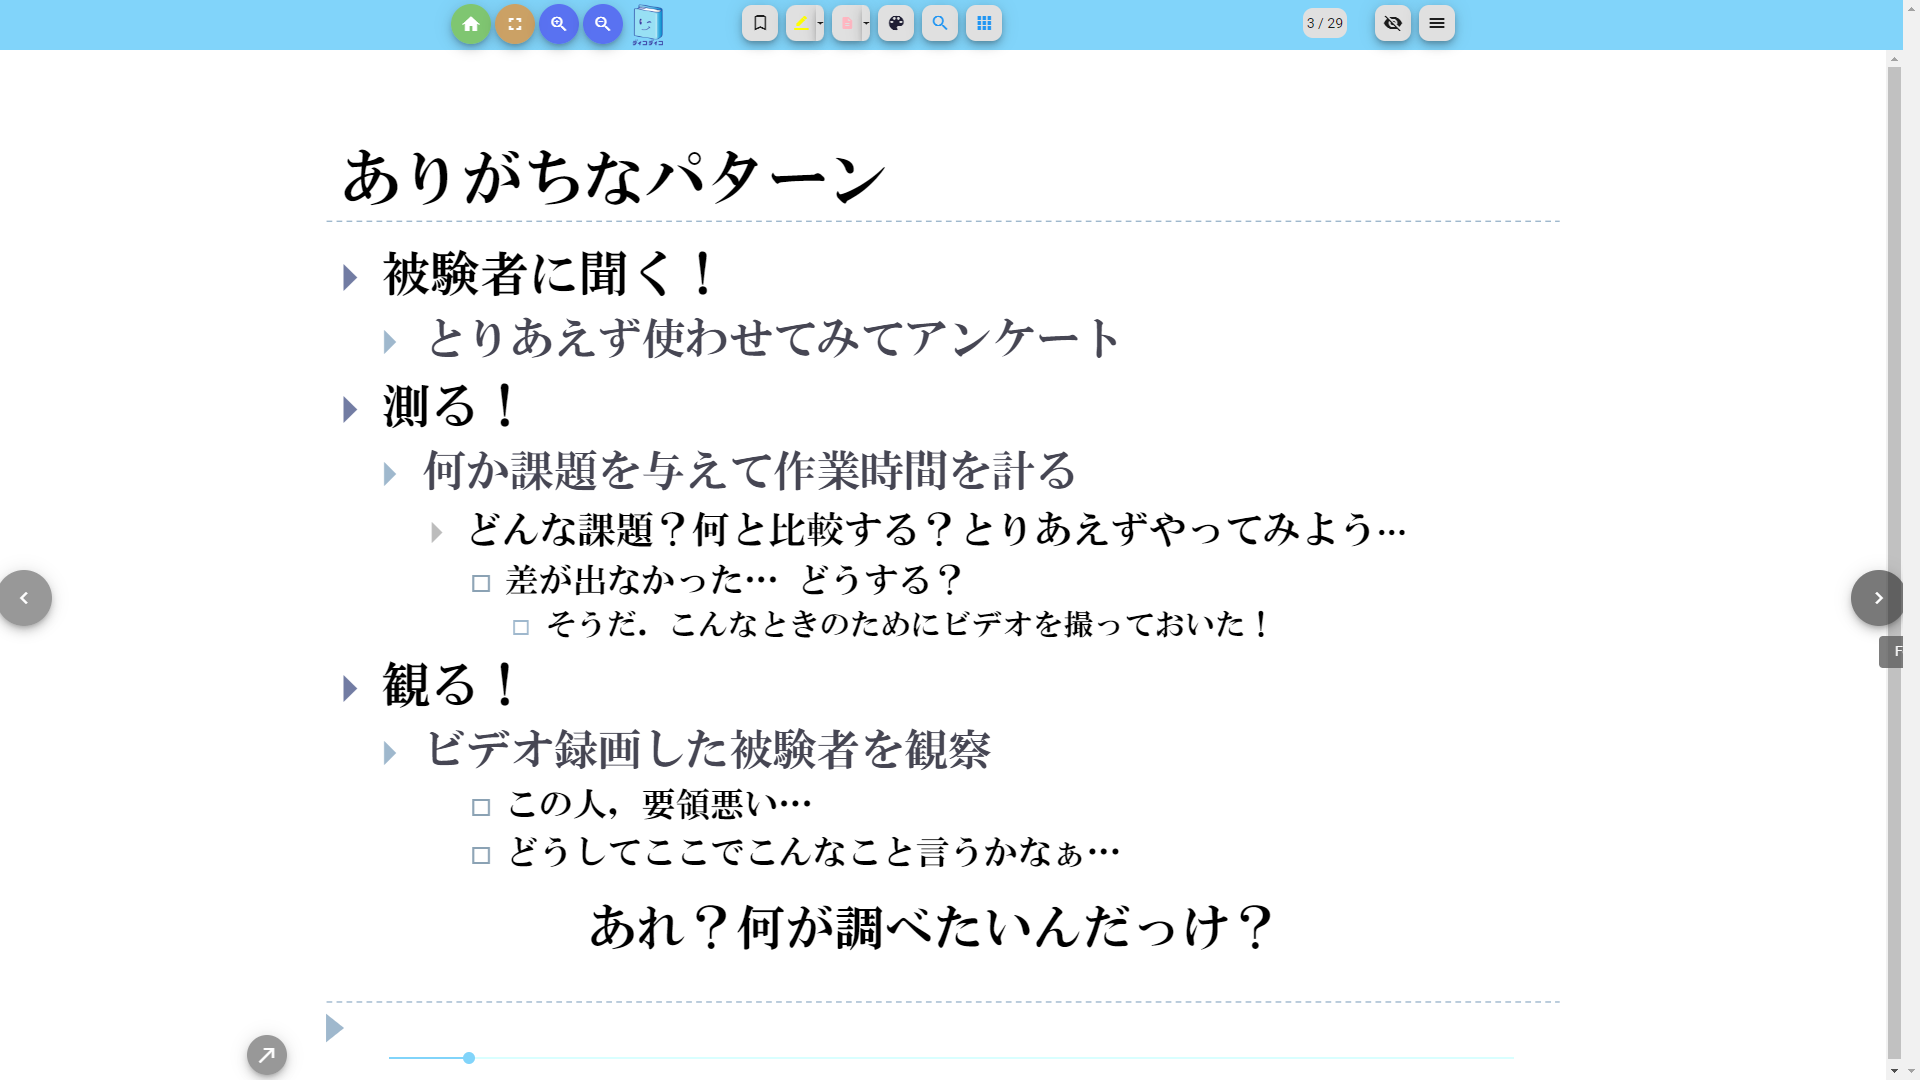 ディコディコ
3 / 29
ありがちなパターン
被験者に聞く！
とりあえず使わせてみてアンケート
測る！
何か課題を与えて作業時間を計る
どんな課題？何と比較する？とりあえずやってみよう…
差が出なかった… どうする？
そうだ．こんなときのためにビデオを撮っておいた！
観る！
F
ビデオ録画した被験者を観察
この人，要領悪い…
どうしてここでこんなこと言うかなぁ…
あれ？何が調べたいんだっけ？